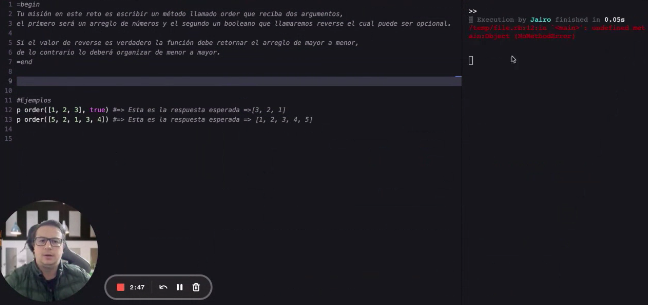 1 =begin
2 Tu misión en este reto es escribir un método llamado order que reciba dos argumentos,
3 el primero será un arreglo de números y el segundo un booleano que llamaremos reverse el cual puede ser opcional.
4
5 Si el valor de reverse es verdadero la función debe retornar el arreglo de mayor a menor,
6 de lo contrario lo deberá organizar de menor a mayor.
7 =end
8
9
10
11 #Ejemplos
12 p order([1, 2, 3], true) #=> Esta es la respuesta esperada =>[3, 2, 1]
13 p order([5, 2, 1, 3, 4]) #=> Esta es la respuesta esperada => [1, 2, 3, 4, 5]
14
15
>>
Execution by Jairo finished in 0.05s
2:47